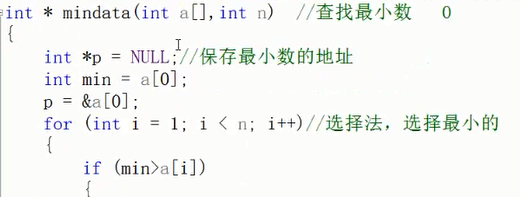 int * mindata(int a[],int n)  //查找最小数   0
{
    int *p = NULL;//保存最小数的地址
    int min = a[0];
    p = &a[0];
    for (int i = 1; i < n; i++)//选择法，选择最小的
    {
        if (min>a[i])
        {